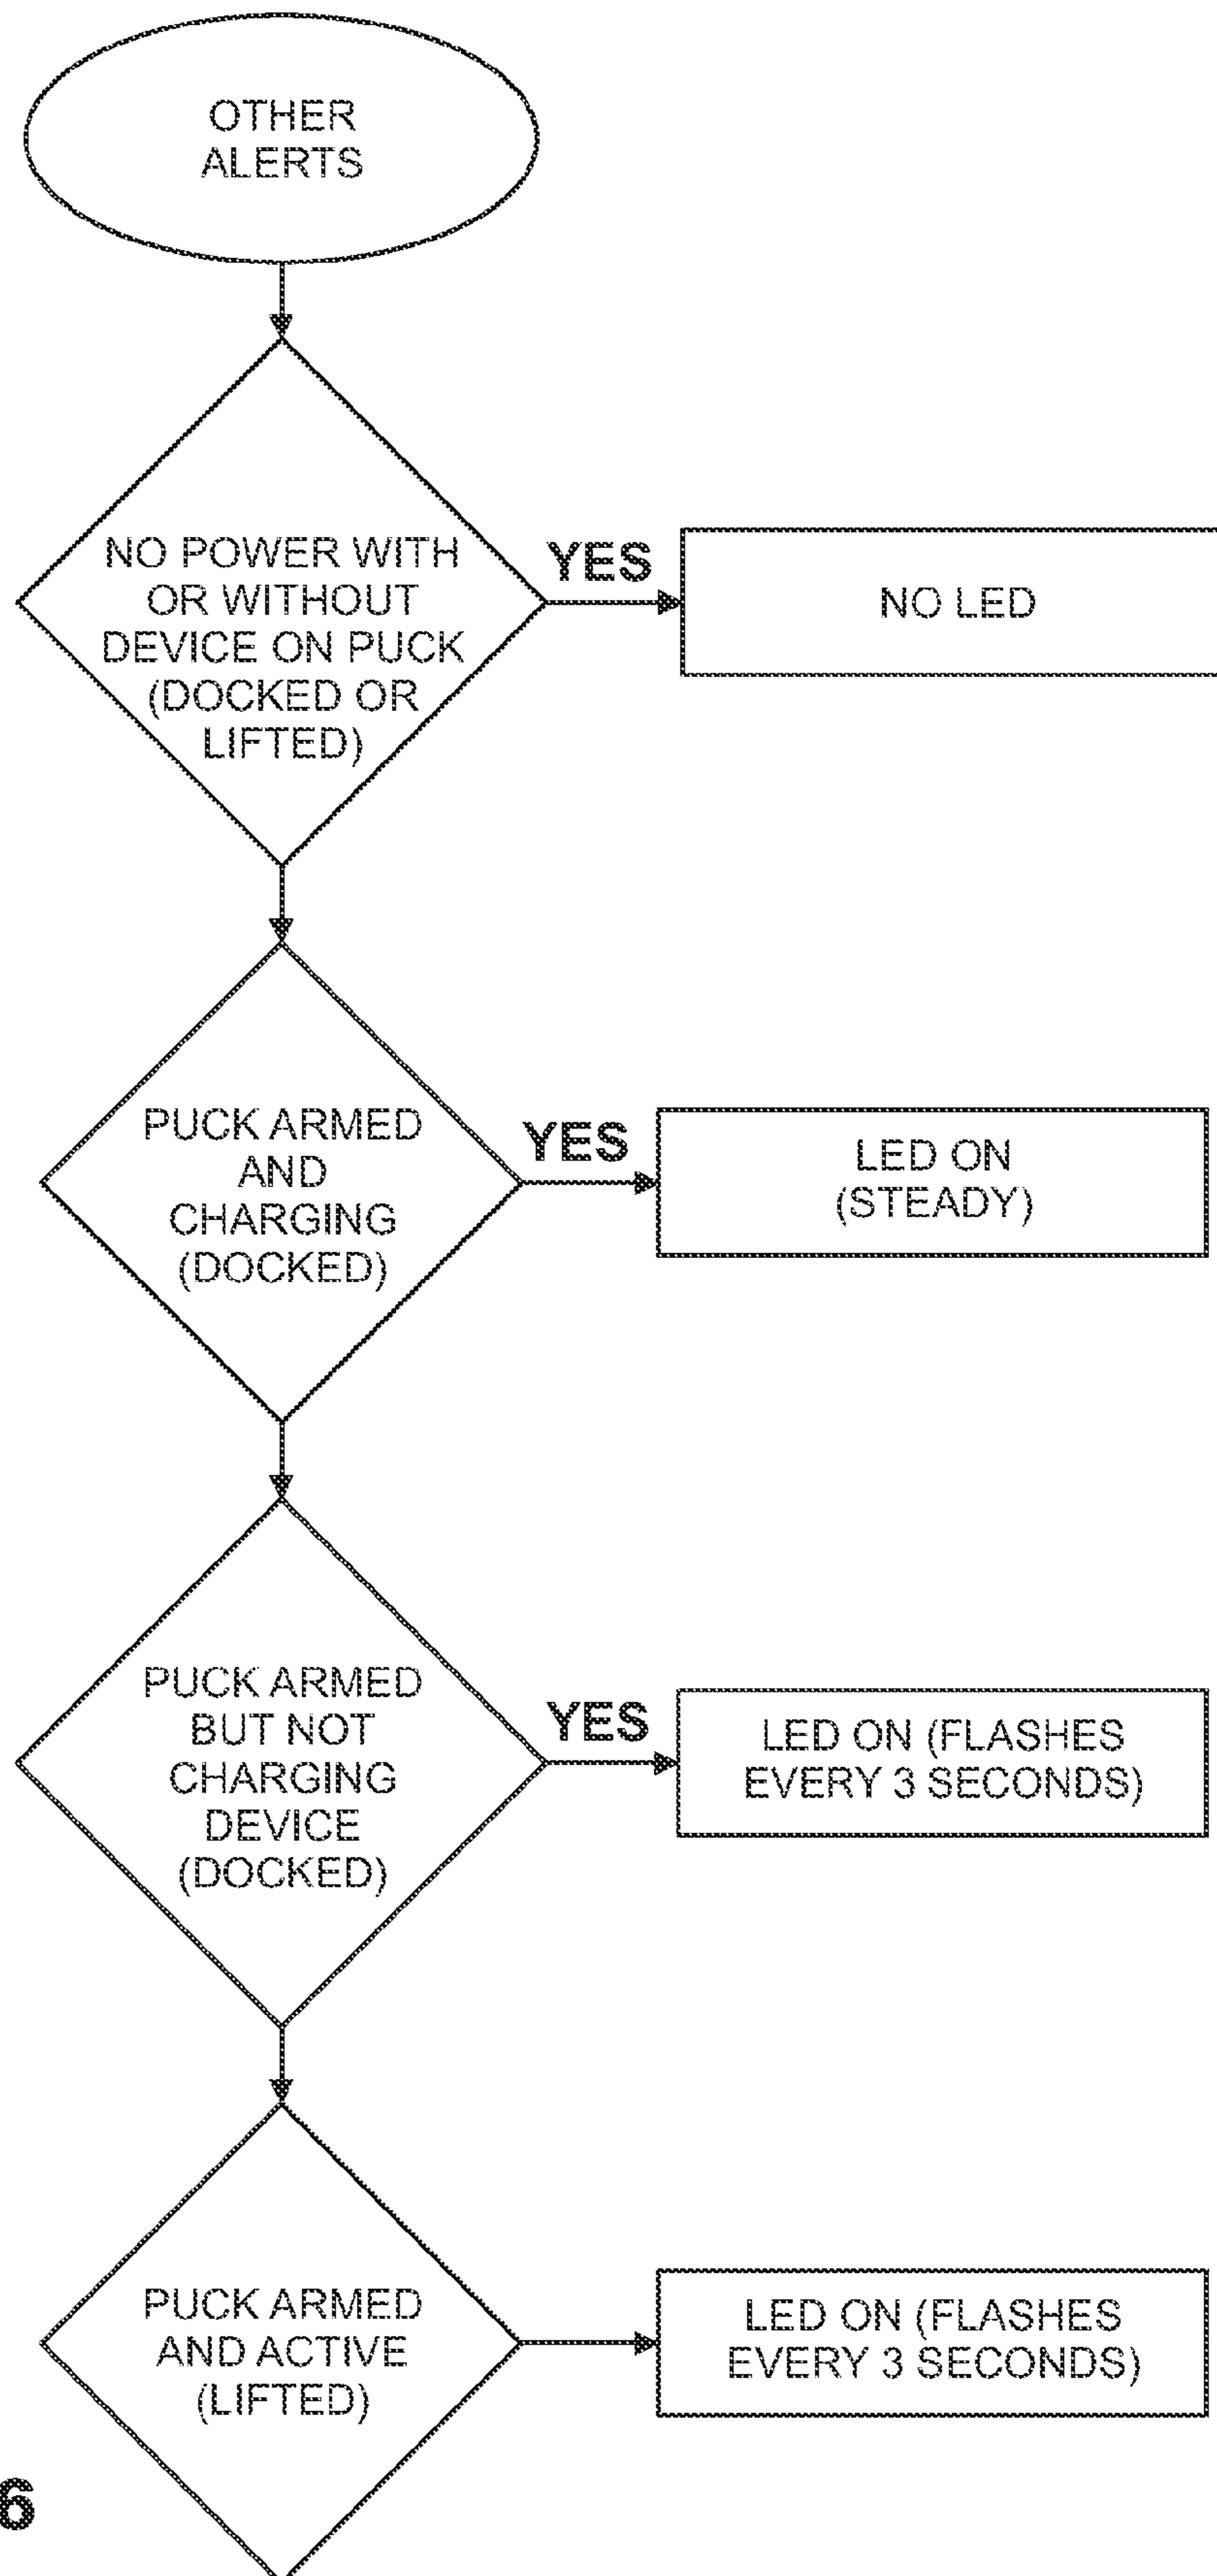 OTHER
ALERTS
NO POWER WITH
OR WITHOUT
DEVICE ON PUCK
(DOCKED OR
LIFTED)
YES
NO LED
PUCK ARMED
AND
CHARGING
(DOCKED)
YES
LED ON
(STEADY)
PUCK ARMED
BUT NOT
CHARGING
DEVICE
(DOCKED)
YES
LED ON (FLASHES
EVERY 3 SECONDS)
PUCK ARMED
AND ACTIVE
(LIFTED)
LED ON (FLASHES
EVERY 3 SECONDS)
6